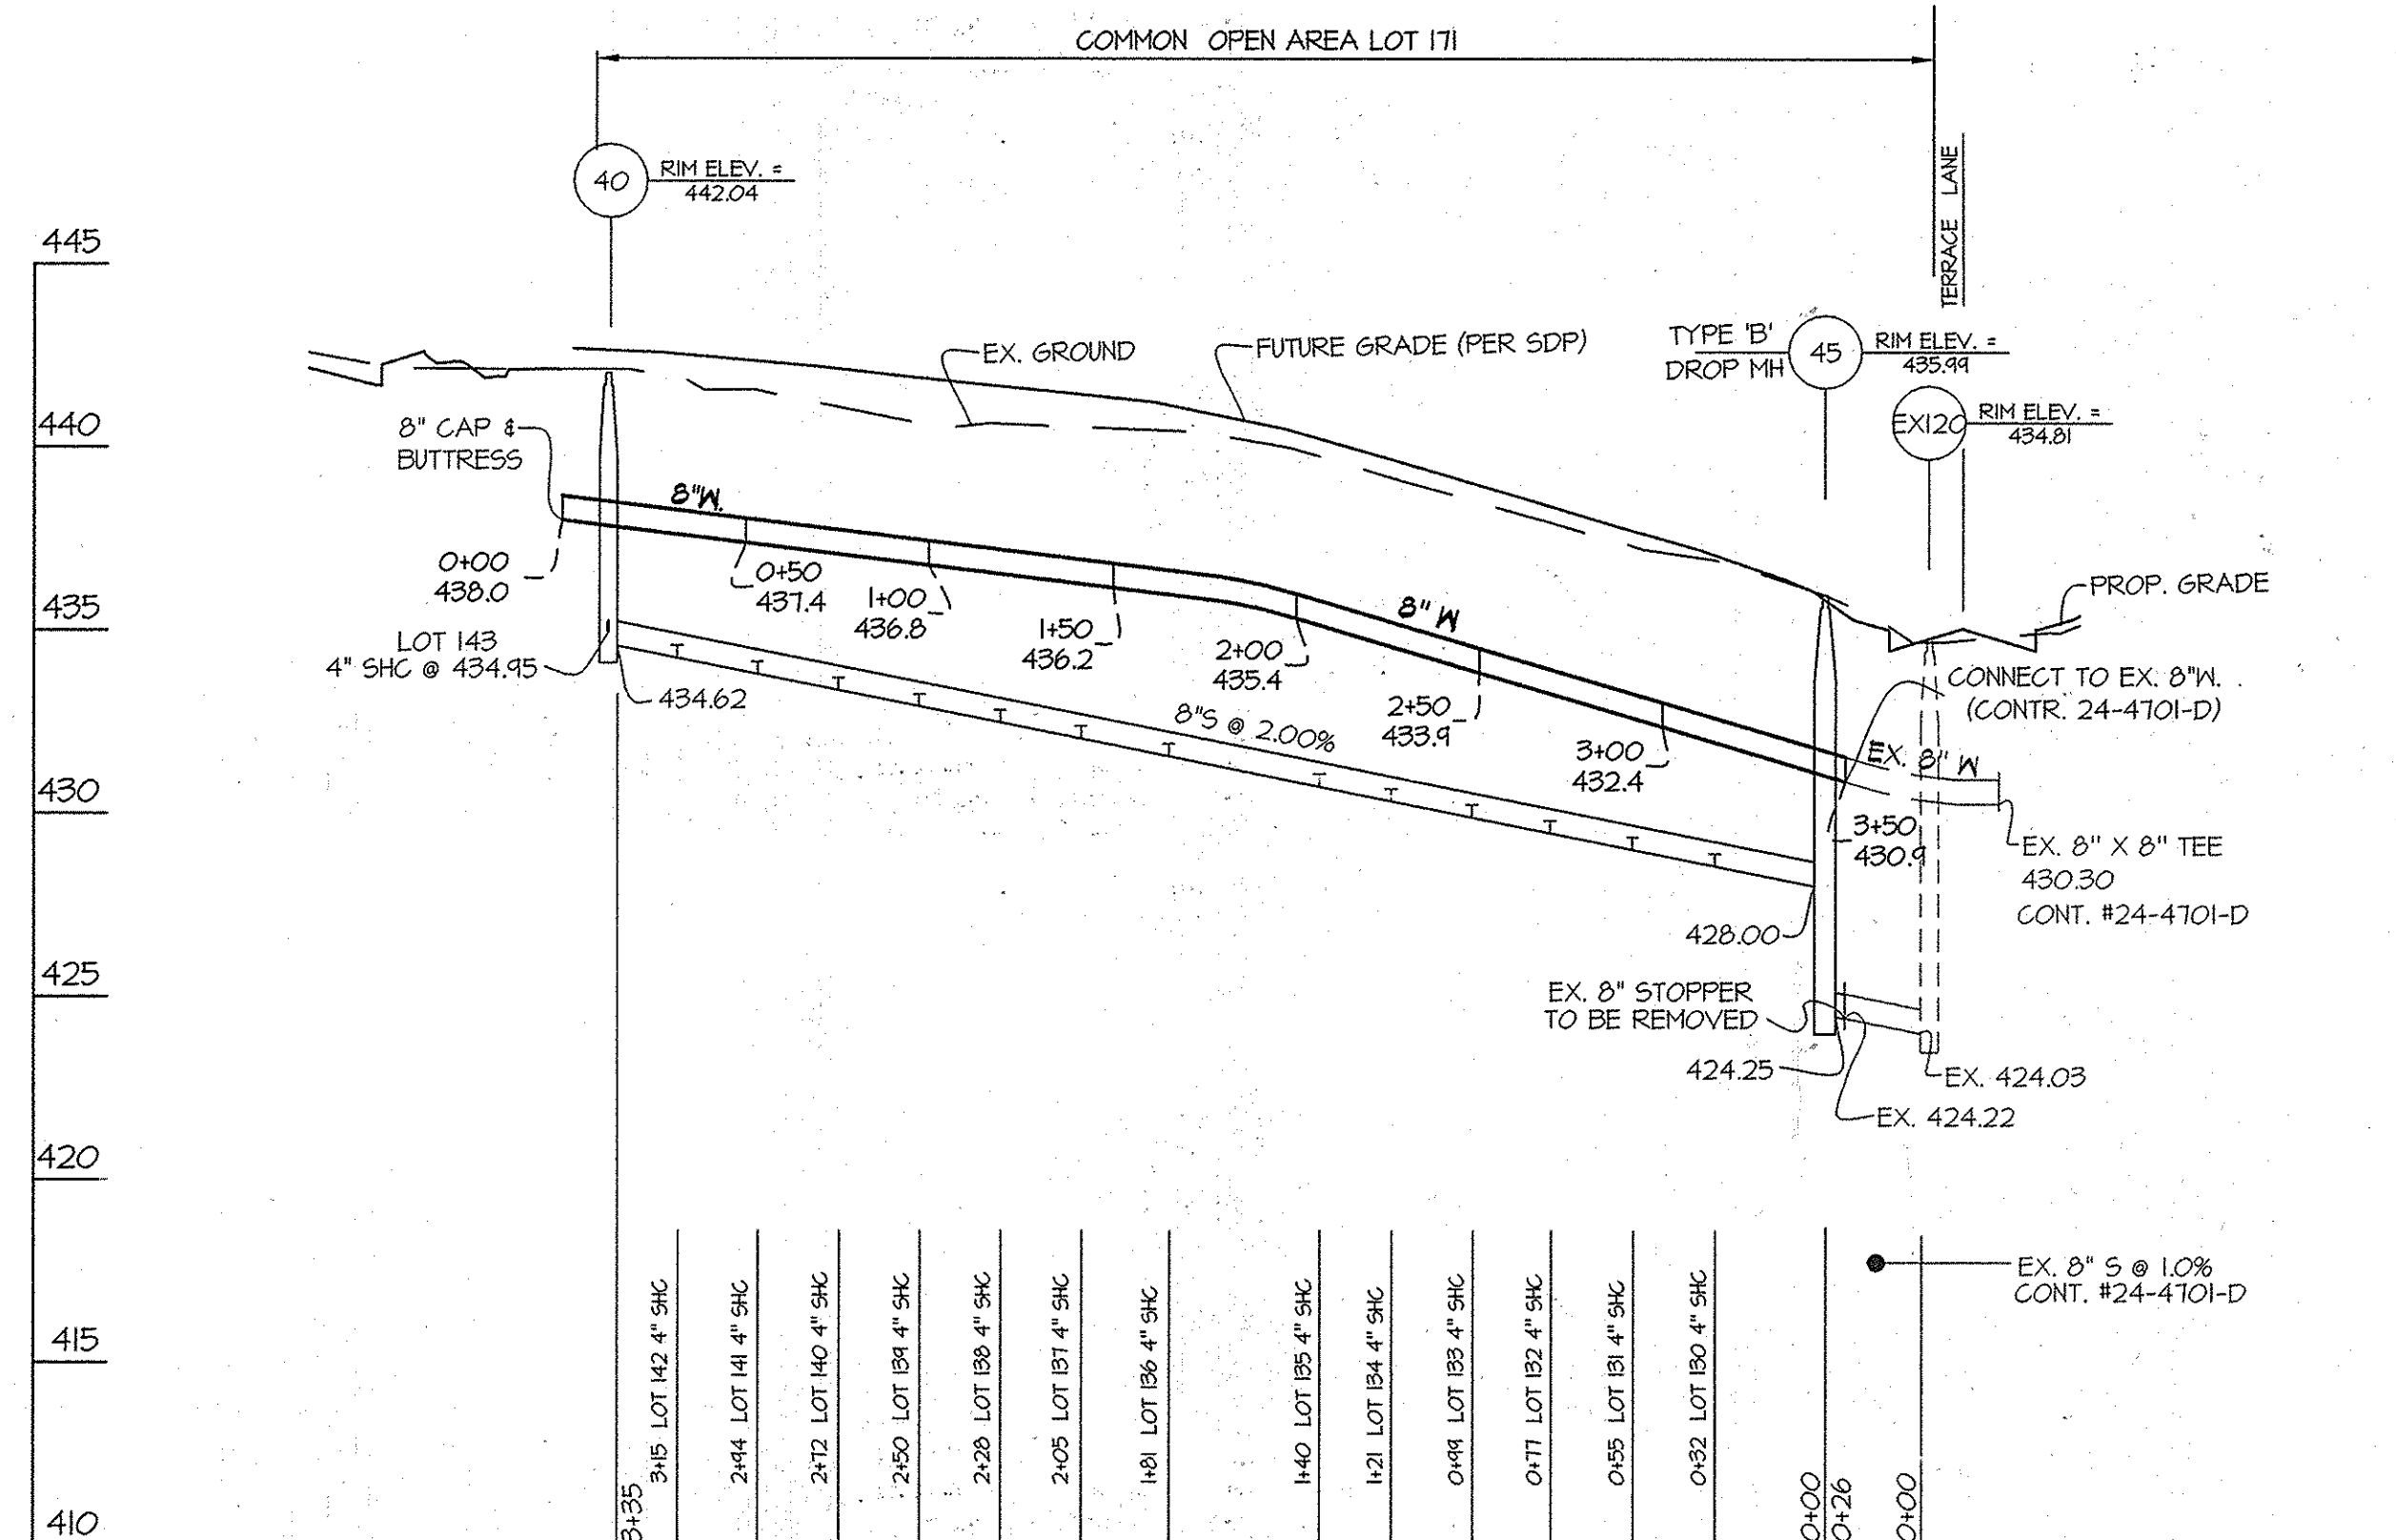 COMMON OPEN AREA LOT 171
40
RIM ELEV. =
442.04
TERRACE LANE
445
440
435
430
425
420
415
410
EX. GROUND
FUTURE GRADE (PER SDP)
TYPE 'B'
DROP MH
45
RIM ELEV. =
435.99
EX120
RIM ELEV. =
434.81
8" CAP &
BUTTRESS
8"W.
0+00
438.0
0+50
437.4
1+00
436.8
1+50
436.2
2+00
435.4
8" W
2+50
433.9
3+00
432.4
PROP. GRADE
LOT 143
4" SHC @ 434.95
434.62
8"S @ 2.00%
CONNECT TO EX. 8"W.
(CONTR. 24-4701-D)
EX. 8" W
3+50
430.9
EX. 8" X 8" TEE
430.30
CONT. #24-4701-D
428.00
EX. 8" STOPPER
TO BE REMOVED
424.25
EX. 424.03
EX. 424.22
EX. 8" S @ 1.0%
CONT. #24-4701-D
3+35
3+15 LOT 142 4" SHC
2+94 LOT 141 4" SHC
2+72 LOT 140 4" SHC
2+50 LOT 139 4" SHC
2+28 LOT 138 4" SHC
2+05 LOT 137 4" SHC
1+81 LOT 136 4" SHC
1+40 LOT 135 4" SHC
1+21 LOT 134 4" SHC
0+99 LOT 133 4" SHC
0+77 LOT 132 4" SHC
0+55 LOT 131 4" SHC
0+32 LOT 130 4" SHC
0+00
0+26
0+00